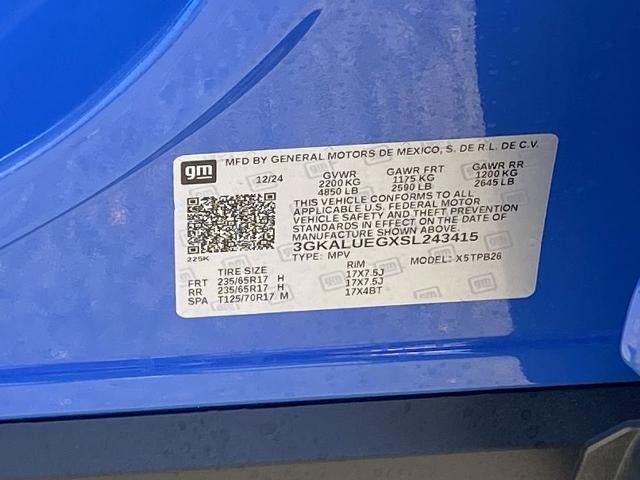 gm MFD BY GENERAL MOTORS DE MEXICO, S. DE R.L. DE C.V.
12/24 GVWR GAWR FRT GAWR RR
2200 KG 1175 KG 1200 KG
4850 LB 2590 LB 2645 LB
THIS VEHICLE CONFORMS TO ALL
APPLICABLE U.S. FEDERAL MOTOR
VEHICLE SAFETY AND THEFT PREVENTION
STANDARDS IN EFFECT ON THE DATE OF
MANUFACTURE SHOWN ABOVE.
3GKALUEGXSL243415
225K TYPE: MPV MODEL: X5TPB26
TIRE SIZE RIM
FRT 235/65R17 H 17X7.5J
RR 235/65R17 H 17X7.5J
SPA T125/70R17 M 17X4BT